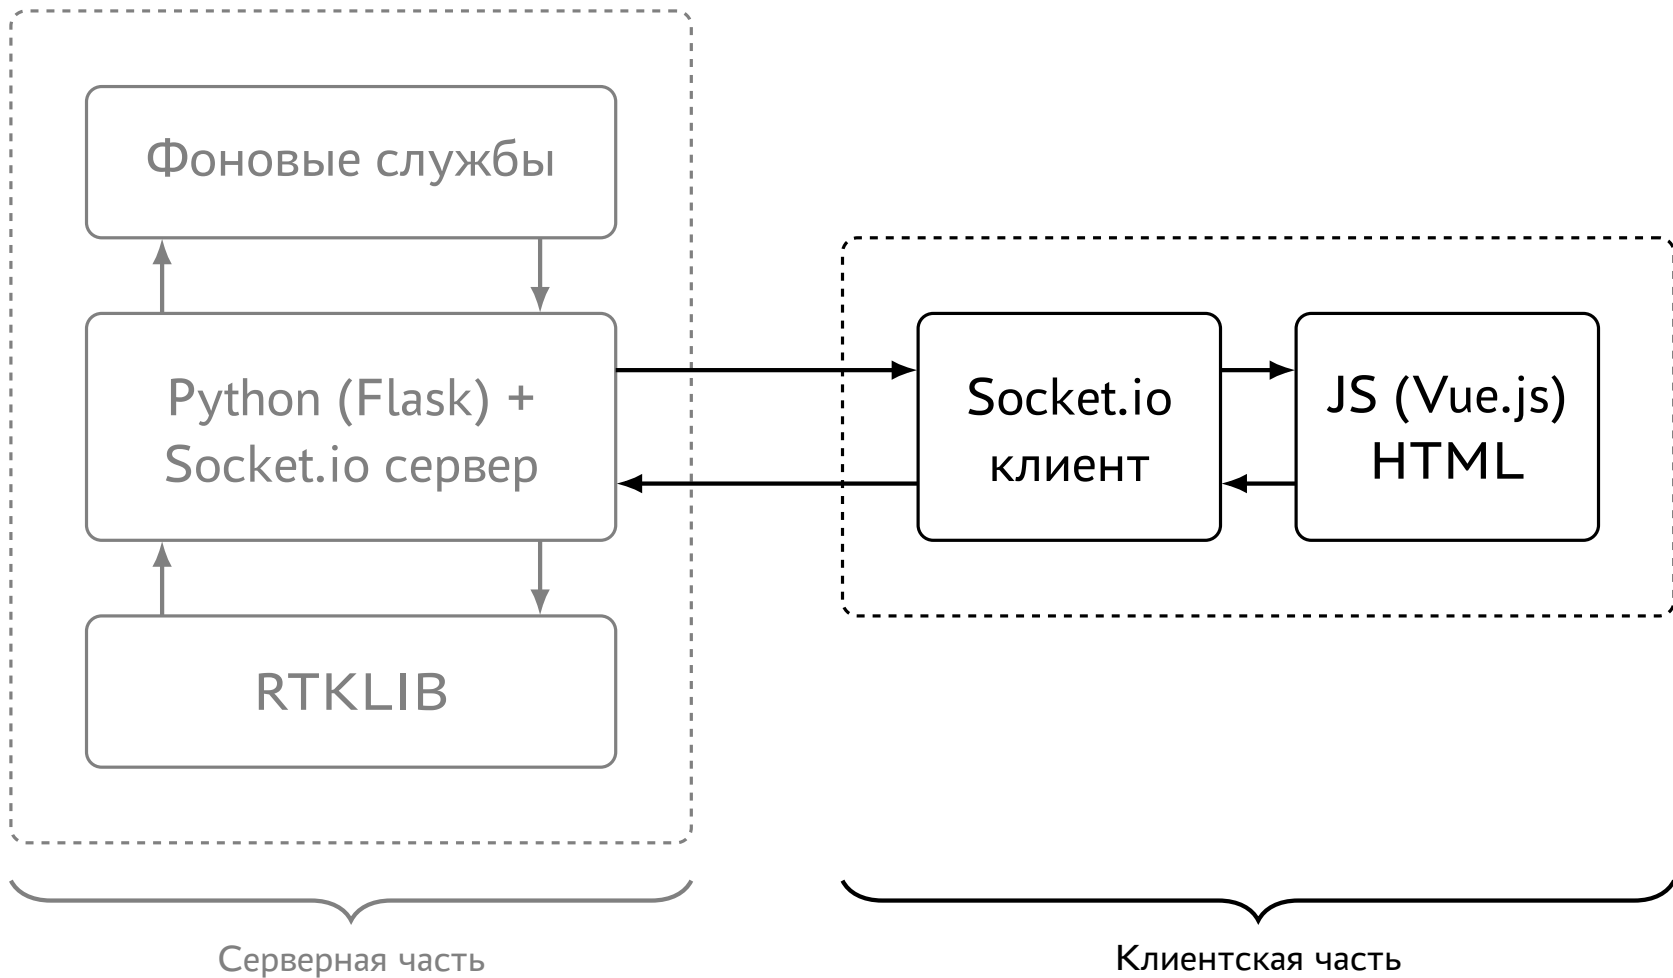 Фоновые службы
Python (Flask) +
Socket.io сервер
RTKLIB
Socket.io
клиент
JS (Vue.js)
HTML
Серверная часть
Клиентская часть